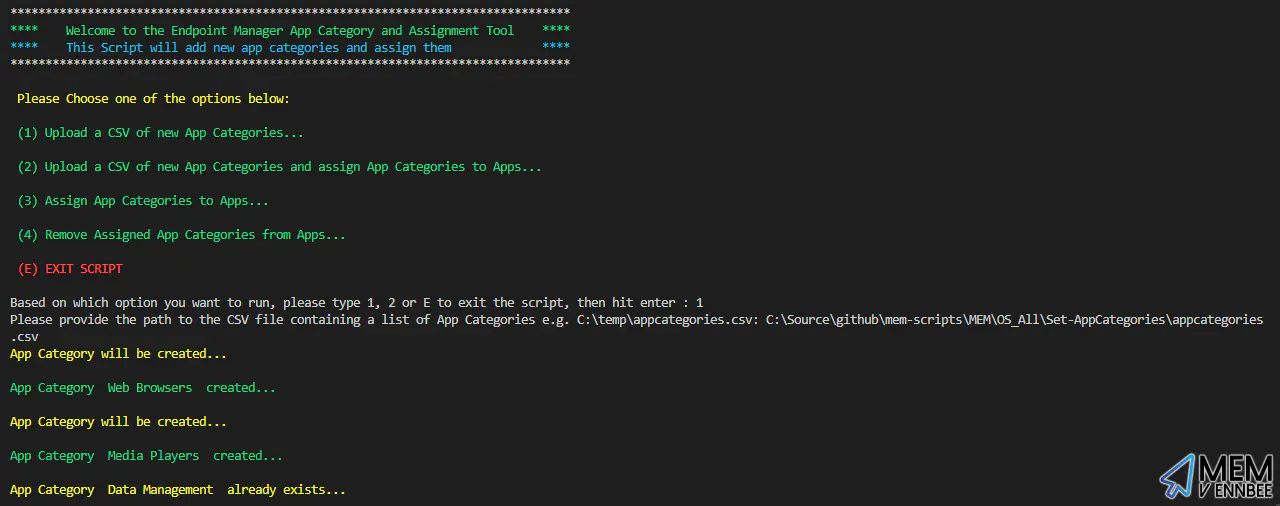 ********************************************************************************
****    Welcome to the Endpoint Manager App Category and Assignment Tool    ****
****    This Script will add new app categories and assign them             ****
********************************************************************************
Please Choose one of the options below:
(1) Upload a CSV of new App Categories...
(2) Upload a CSV of new App Categories and assign App Categories to Apps...
(3) Assign App Categories to Apps...
(4) Remove Assigned App Categories from Apps...
(E) EXIT SCRIPT
Based on which option you want to run, please type 1, 2 or E to exit the script, then hit enter : 1
Please provide the path to the CSV file containing a list of App Categories e.g. C:\temp\appcategories.csv: C:\Source\github\mem-scripts\MEM\OS_All\Set-AppCategories\appcategories
.csv
App Category will be created...
App Category  Web Browsers  created...
App Category will be created...
App Category  Media Players  created...
App Category  Data Management  already exists...
MEM
V ENNBEE